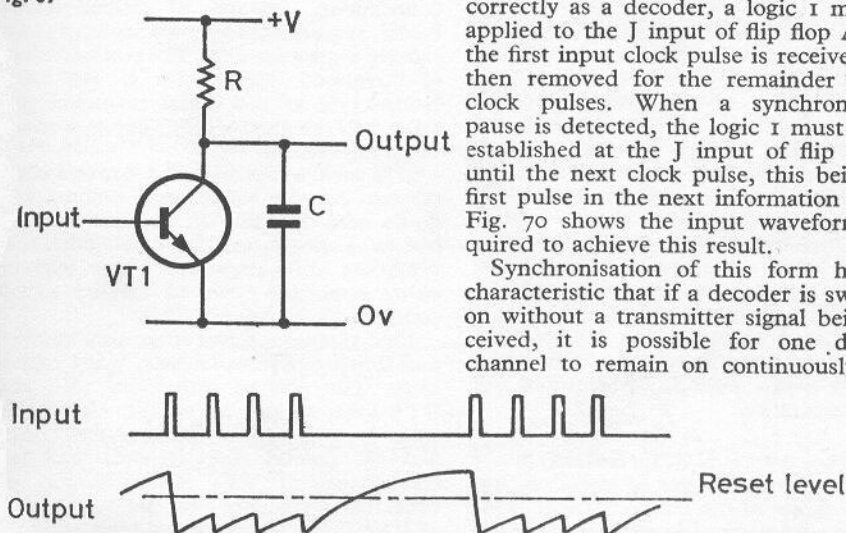 +V
R
Output
C
Input
VT1
Ov
correctly as a decoder, a logic 1 m
applied to the J input of flip flop
the first input clock pulse is receive
then removed for the remainder
clock pulses. When a synchron
pause is detected, the logic 1 must
established at the J input of flip
until the next clock pulse, this bei
first pulse in the next information
Fig. 70 shows the input waveform
quired to achieve this result.
Synchronisation of this form h
characteristic that if a decoder is sw
on without a transmitter signal bei
ceived, it is possible for one d
channel to remain on continuously
Input
Output
Reset level